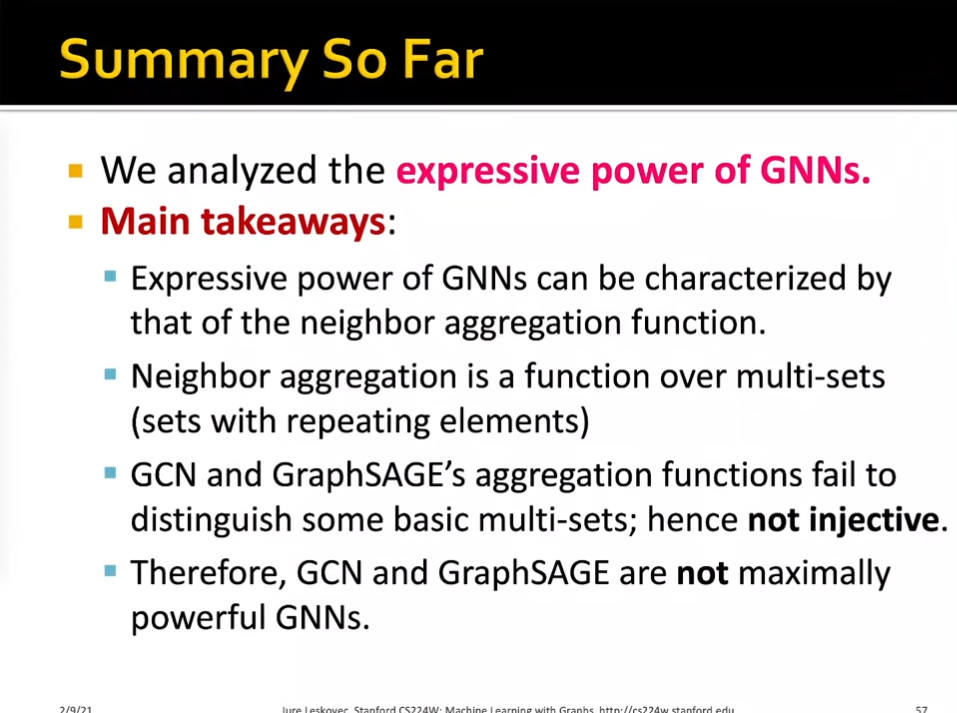 Summary So Far
We analyzed the expressive power of GNNs.
Main takeaways:
Expressive power of GNNs can be characterized by
that of the neighbor aggregation function.
Neighbor aggregation is a function over multi-sets
(sets with repeating elements)
GCN and GraphSAGE’s aggregation functions fail to
distinguish some basic multi-sets; hence not injective.
Therefore, GCN and GraphSAGE are not maximally
powerful GNNs.
2/9/21 Jure Leskovec, Stanford CS224W: Machine Learning with Graphs, http://cs224w.stanford.edu 57